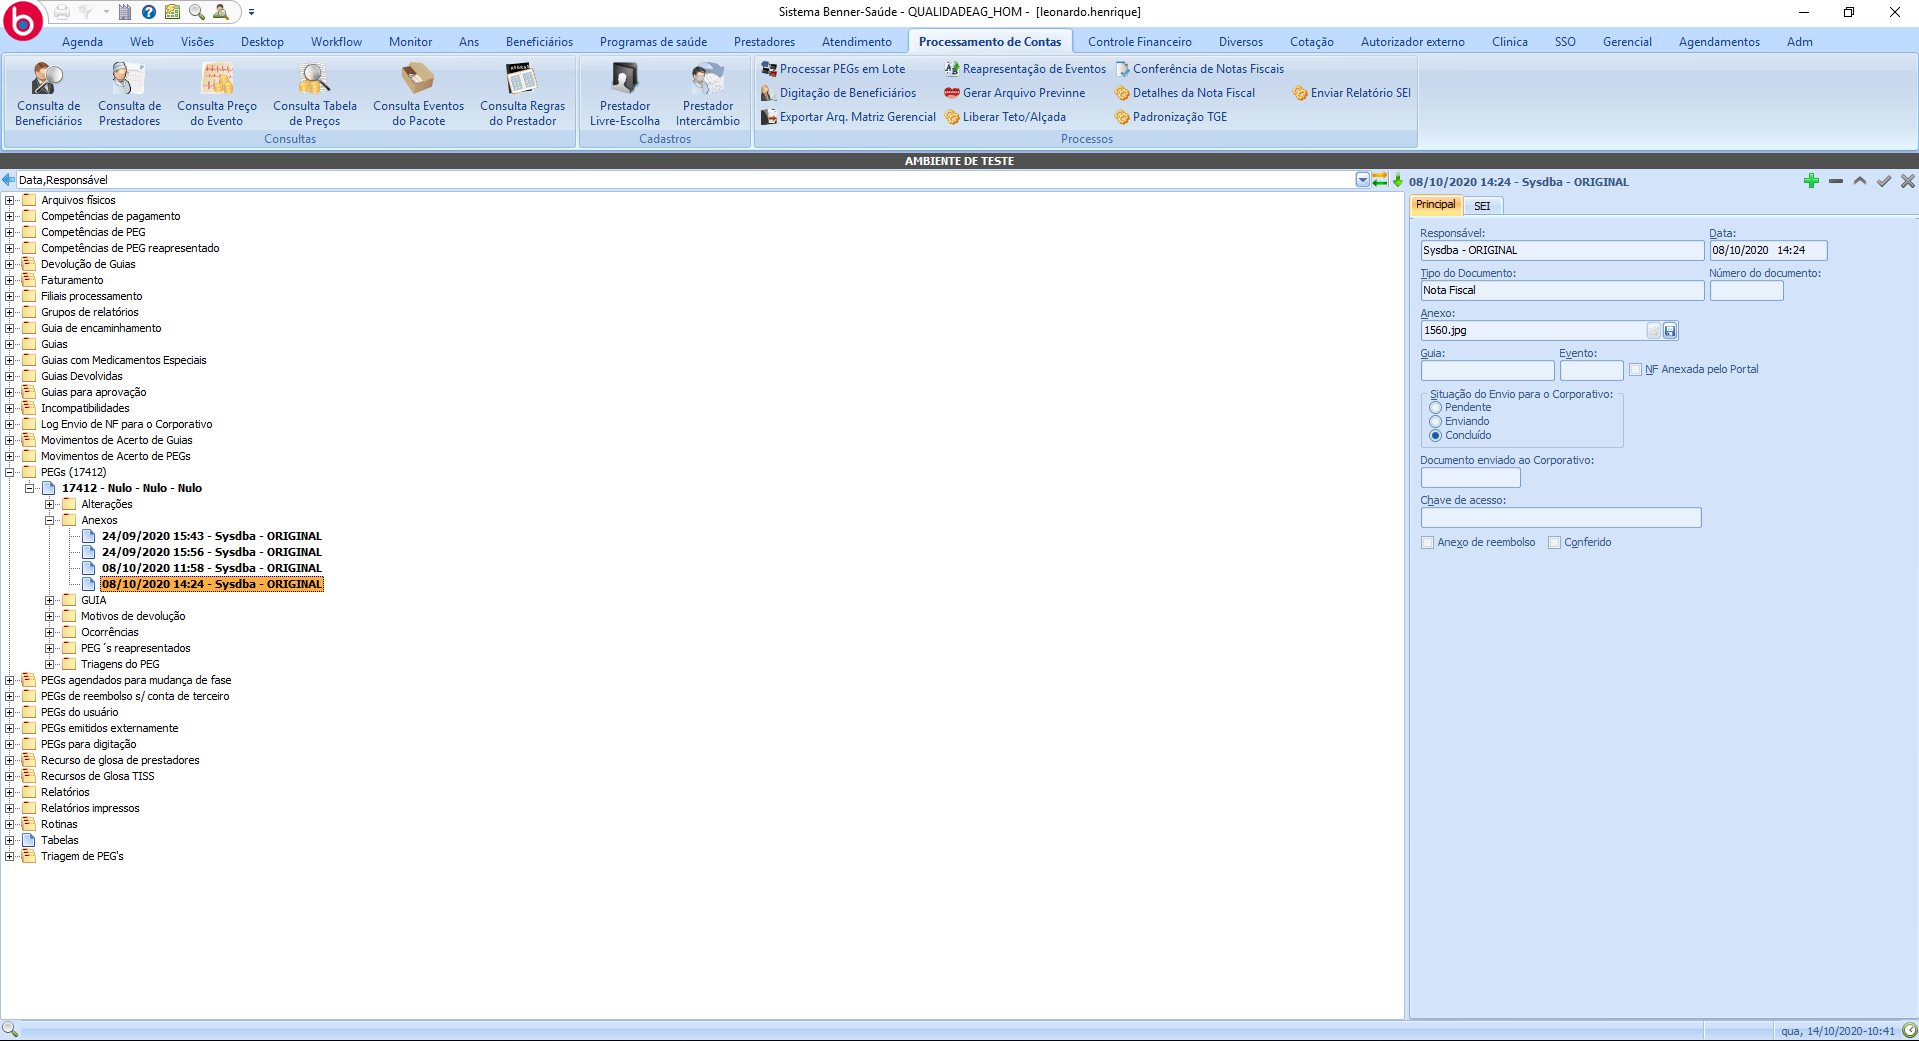 Sistema Benner-Saúde - QUALIDADEAG_HOM - [leonardo.henrique]
Agenda Web Visões Desktop Workflow Monitor Ans Beneficiários Programas de saúde Prestadores Atendimento Processamento de Contas Controle Financeiro Diversos Cotação Autorizador externo Clinica SSO Gerencial Agendamentos Adm
Consulta de Beneficiários
Consulta de Prestadores
Consulta Preço do Evento
Consulta Tabela de Preços
Consulta Eventos do Pacote
REGRAS
Consulta Regras do Prestador
Consultas
Prestador Livre-Escolha
Prestador Intercâmbio
Cadastros
Processar PEGs em Lote
Digitação de Beneficiários
Exportar Arq. Matriz Gerencial
Reapresentação de Eventos
Gerar Arquivo Previnne
Liberar Teto/Alçada
Conferência de Notas Fiscais
Detalhes da Nota Fiscal
Padronização TGE
Enviar Relatório SEI
Processos
AMBIENTE DE TESTE
Data,Responsável
Arquivos físicos
Competências de pagamento
Competências de PEG
Competências de PEG reapresentado
Devolução de Guias
Faturamento
Filiais processamento
Grupos de relatórios
Guia de encaminhamento
Guias
Guias com Medicamentos Especiais
Guias Devolvidas
Guias para aprovação
Incompatibilidades
Log Envio de NF para o Corporativo
Movimentos de Acerto de Guias
Movimentos de Acerto de PEGs
PEGs (17412)
17412 - Nulo - Nulo - Nulo
Alterações
Anexos
24/09/2020 15:43 - Sysdba - ORIGINAL
24/09/2020 15:56 - Sysdba - ORIGINAL
08/10/2020 11:58 - Sysdba - ORIGINAL
08/10/2020 14:24 - Sysdba - ORIGINAL
GUIA
Motivos de devolução
Ocorrências
PEG´s reapresentados
Triagens do PEG
PEGs agendados para mudança de fase
PEGs de reembolso s/ conta de terceiro
PEGs do usuário
PEGs emitidos externamente
PEGs para digitação
Recurso de glosa de prestadores
Recursos de Glosa TISS
Relatórios
Relatórios impressos
Rotinas
Tabelas
Triagem de PEG's
08/10/2020 14:24 - Sysdba - ORIGINAL
Principal SEI
Responsável: Data:
Sysdba - ORIGINAL 08/10/2020 14:24
Tipo do Documento: Número do documento:
Nota Fiscal
Anexo:
1560.jpg
Guia: Evento:
NF Anexada pelo Portal
Situação do Envio para o Corporativo:
Pendente
Enviando
Concluído
Documento enviado ao Corporativo:
Chave de acesso:
Anexo de reembolso Conferido
qua, 14/10/2020-10:41